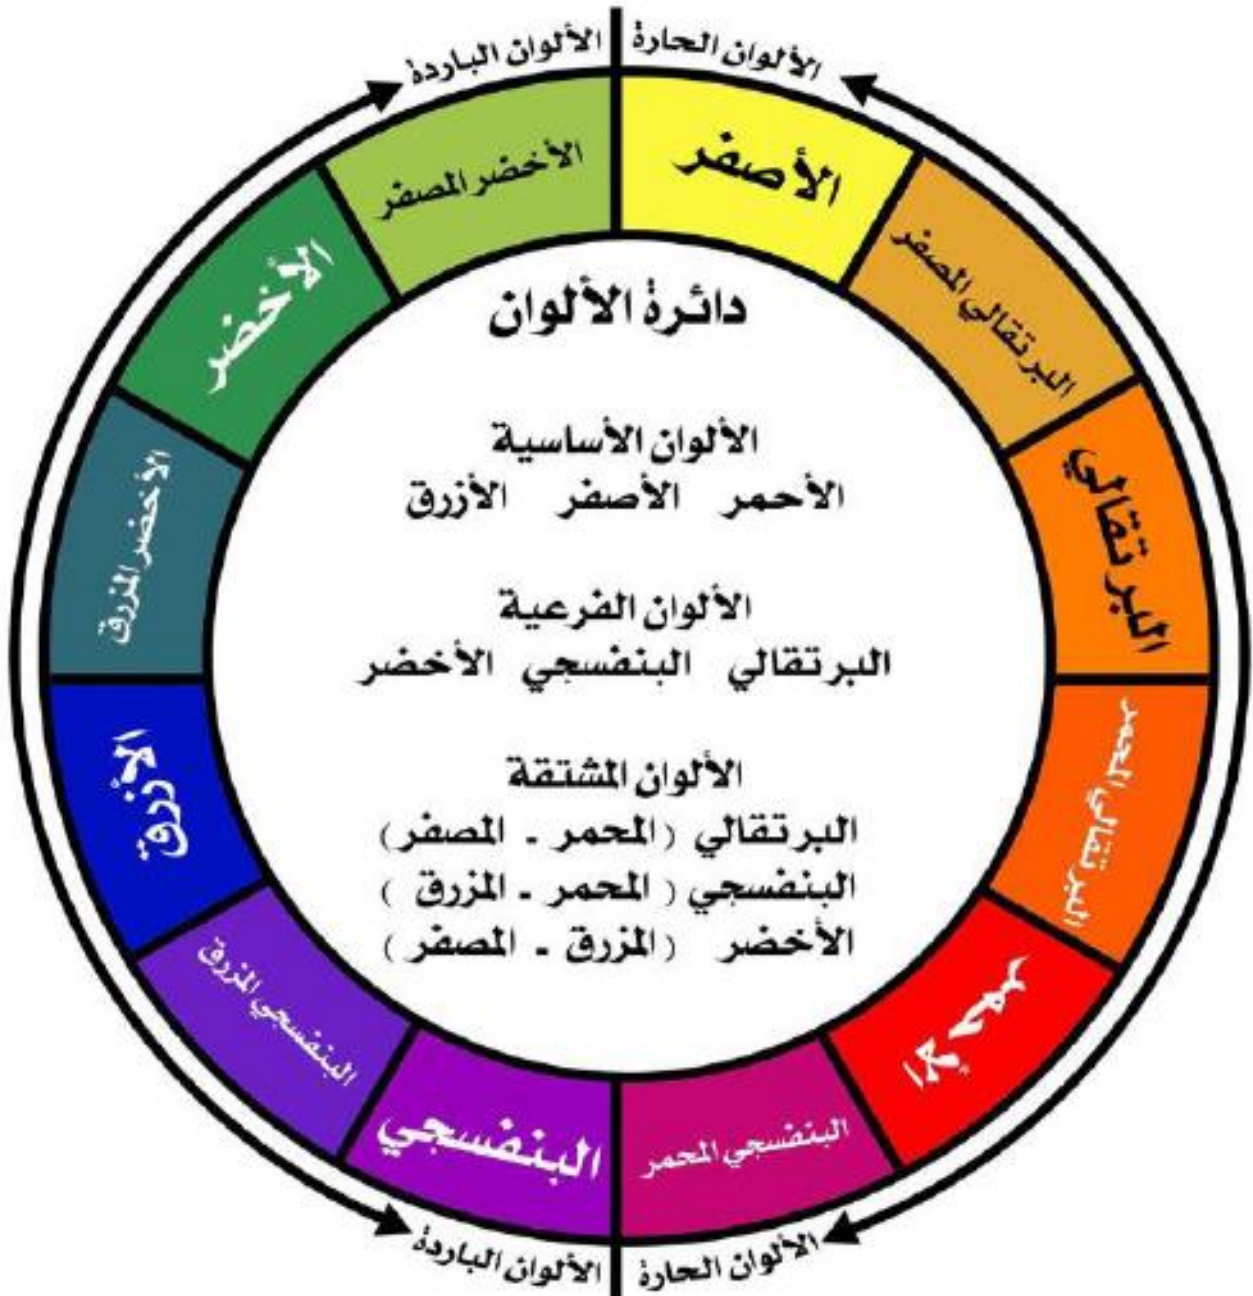 الألوان الحارة
الألوان الباردة
الأصفر
البرتقالي المصفر
البرتقالي
البرتقالي المحمر
الأحمر
البنفسجي المحمر
البنفسجي
البنفسجي المزرق
الأزرق
الأخضر المزرق
الأخضر
الأخضر المصفر
دائرة الألوان
الألوان الأساسية
الأحمر الأصفر الأزرق
الألوان الفرعية
البرتقالي البنفسجي الأخضر
الألوان المشتقة
البرتقالي (المحمر - المصفر)
البنفسجي (المحمر - المزرق )
الأخضر (المزرق - المصفر )
الألوان الحارة
الألوان الباردة